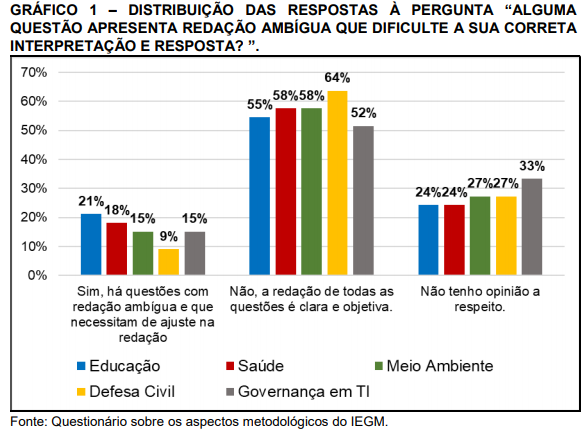 GRÁFICO 1 – DISTRIBUIÇÃO DAS RESPOSTAS À PERGUNTA “ALGUMA
QUESTÃO APRESENTA REDAÇÃO AMBÍGUA QUE DIFICULTE A SUA CORRETA
INTERPRETAÇÃO E RESPOSTA? ”.
70%
60%
50%
40%
30%
20%
10%
0%
21%
18%
15%
9%
15%
55%
58%
58%
64%
52%
24%
24%
27%
27%
33%
Sim, há questões com
redação ambígua e que
necessitam de ajuste na
redação
Não, a redação de todas as
questões é clara e objetiva.
Não tenho opinião a
respeito.
Educação
Saúde
Meio Ambiente
Defesa Civil
Governança em TI
Fonte: Questionário sobre os aspectos metodológicos do IEGM.